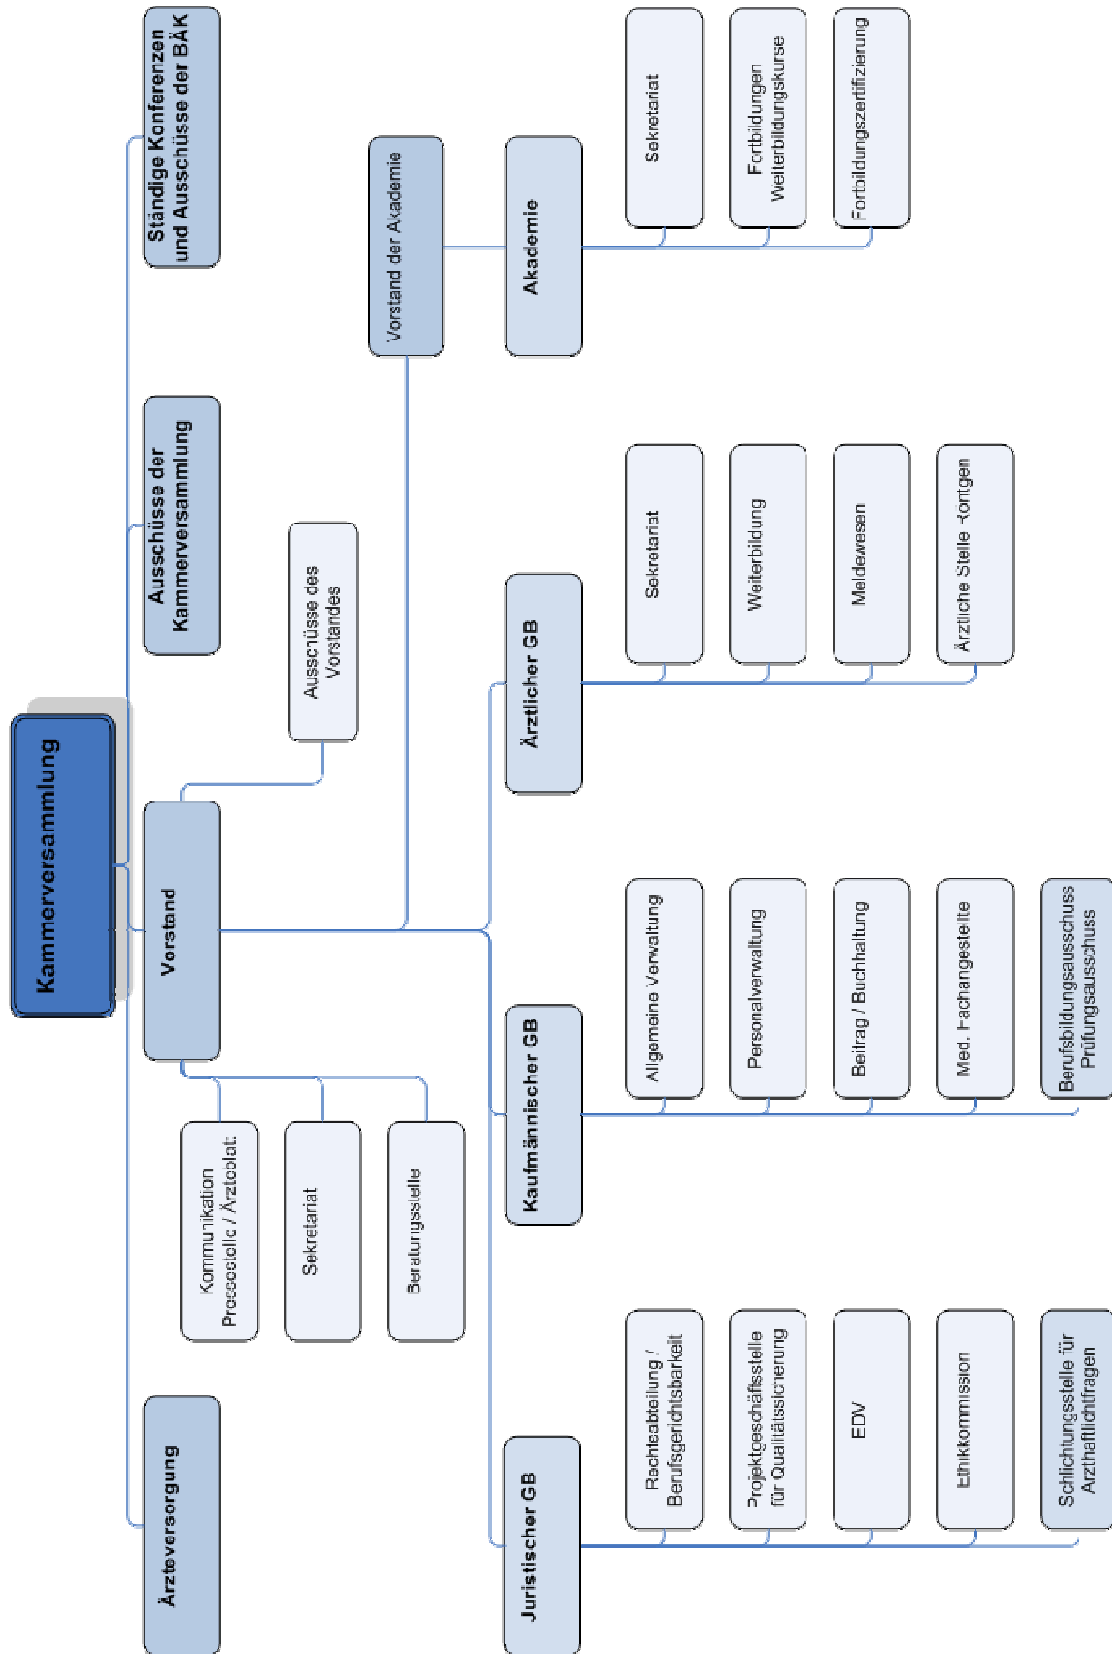 Kammerversammlung
Ärzteversorgung
Vorstand
Ausschüsse der
Kammerversammlung
Ständige Konferenzen
und Ausschüsse der BÄK
Kommunikation
Pressestelle / Ärzteblatt
Sekretariat
Beratungsstelle
Ausschüsse des
Vorstandes
Vorstand der Akademie
Juristischer GB
Kaufmännischer GB
Ärztlicher GB
Akademie
Rechtsabteilung /
Berufsgerichtsbarkeit
Projektgeschäftsstelle
für Qualitätssicherung
EDV
Ethikkommission
Schlichtungsstelle für
Arzthaftlichtfragen
Allgemeine Verwaltung
Personalverwaltung
Beitrag / Buchhaltung
Med. Fachangestellte
Berufsbildungsausschuss
Prüfungsausschuss
Sekretariat
Weiterbildung
Meldewesen
Ärztliche Stelle Röntgen
Sekretariat
Fortbildungen
Weiterbildungskurse
Fortbildungszertifizierung